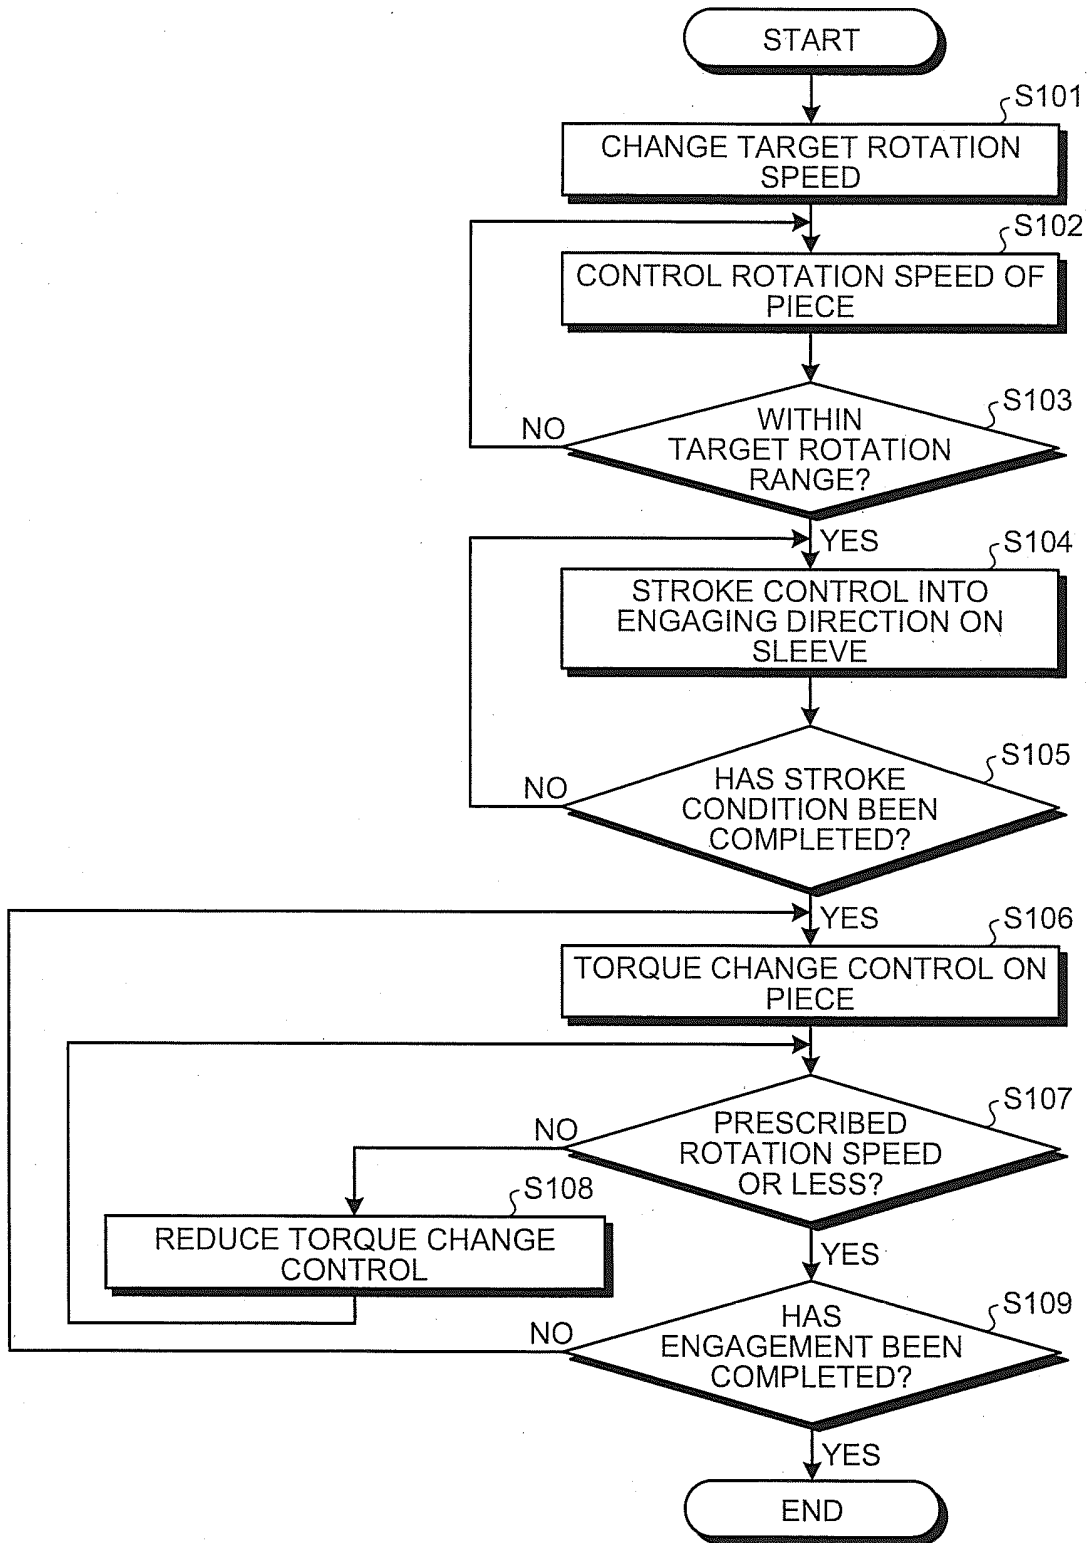 START
S101
CHANGE TARGET ROTATION
SPEED
S102
CONTROL ROTATION SPEED OF
PIECE
S103
WITHIN
TARGET ROTATION
RANGE?
NO
YES
S104
STROKE CONTROL INTO
ENGAGING DIRECTION ON
SLEEVE
S105
HAS STROKE
CONDITION BEEN
COMPLETED?
NO
YES
S106
TORQUE CHANGE CONTROL ON
PIECE
S107
PRESCRIBED
ROTATION SPEED
OR LESS?
NO
S108
REDUCE TORQUE CHANGE
CONTROL
YES
S109
HAS
ENGAGEMENT BEEN
COMPLETED?
NO
YES
END